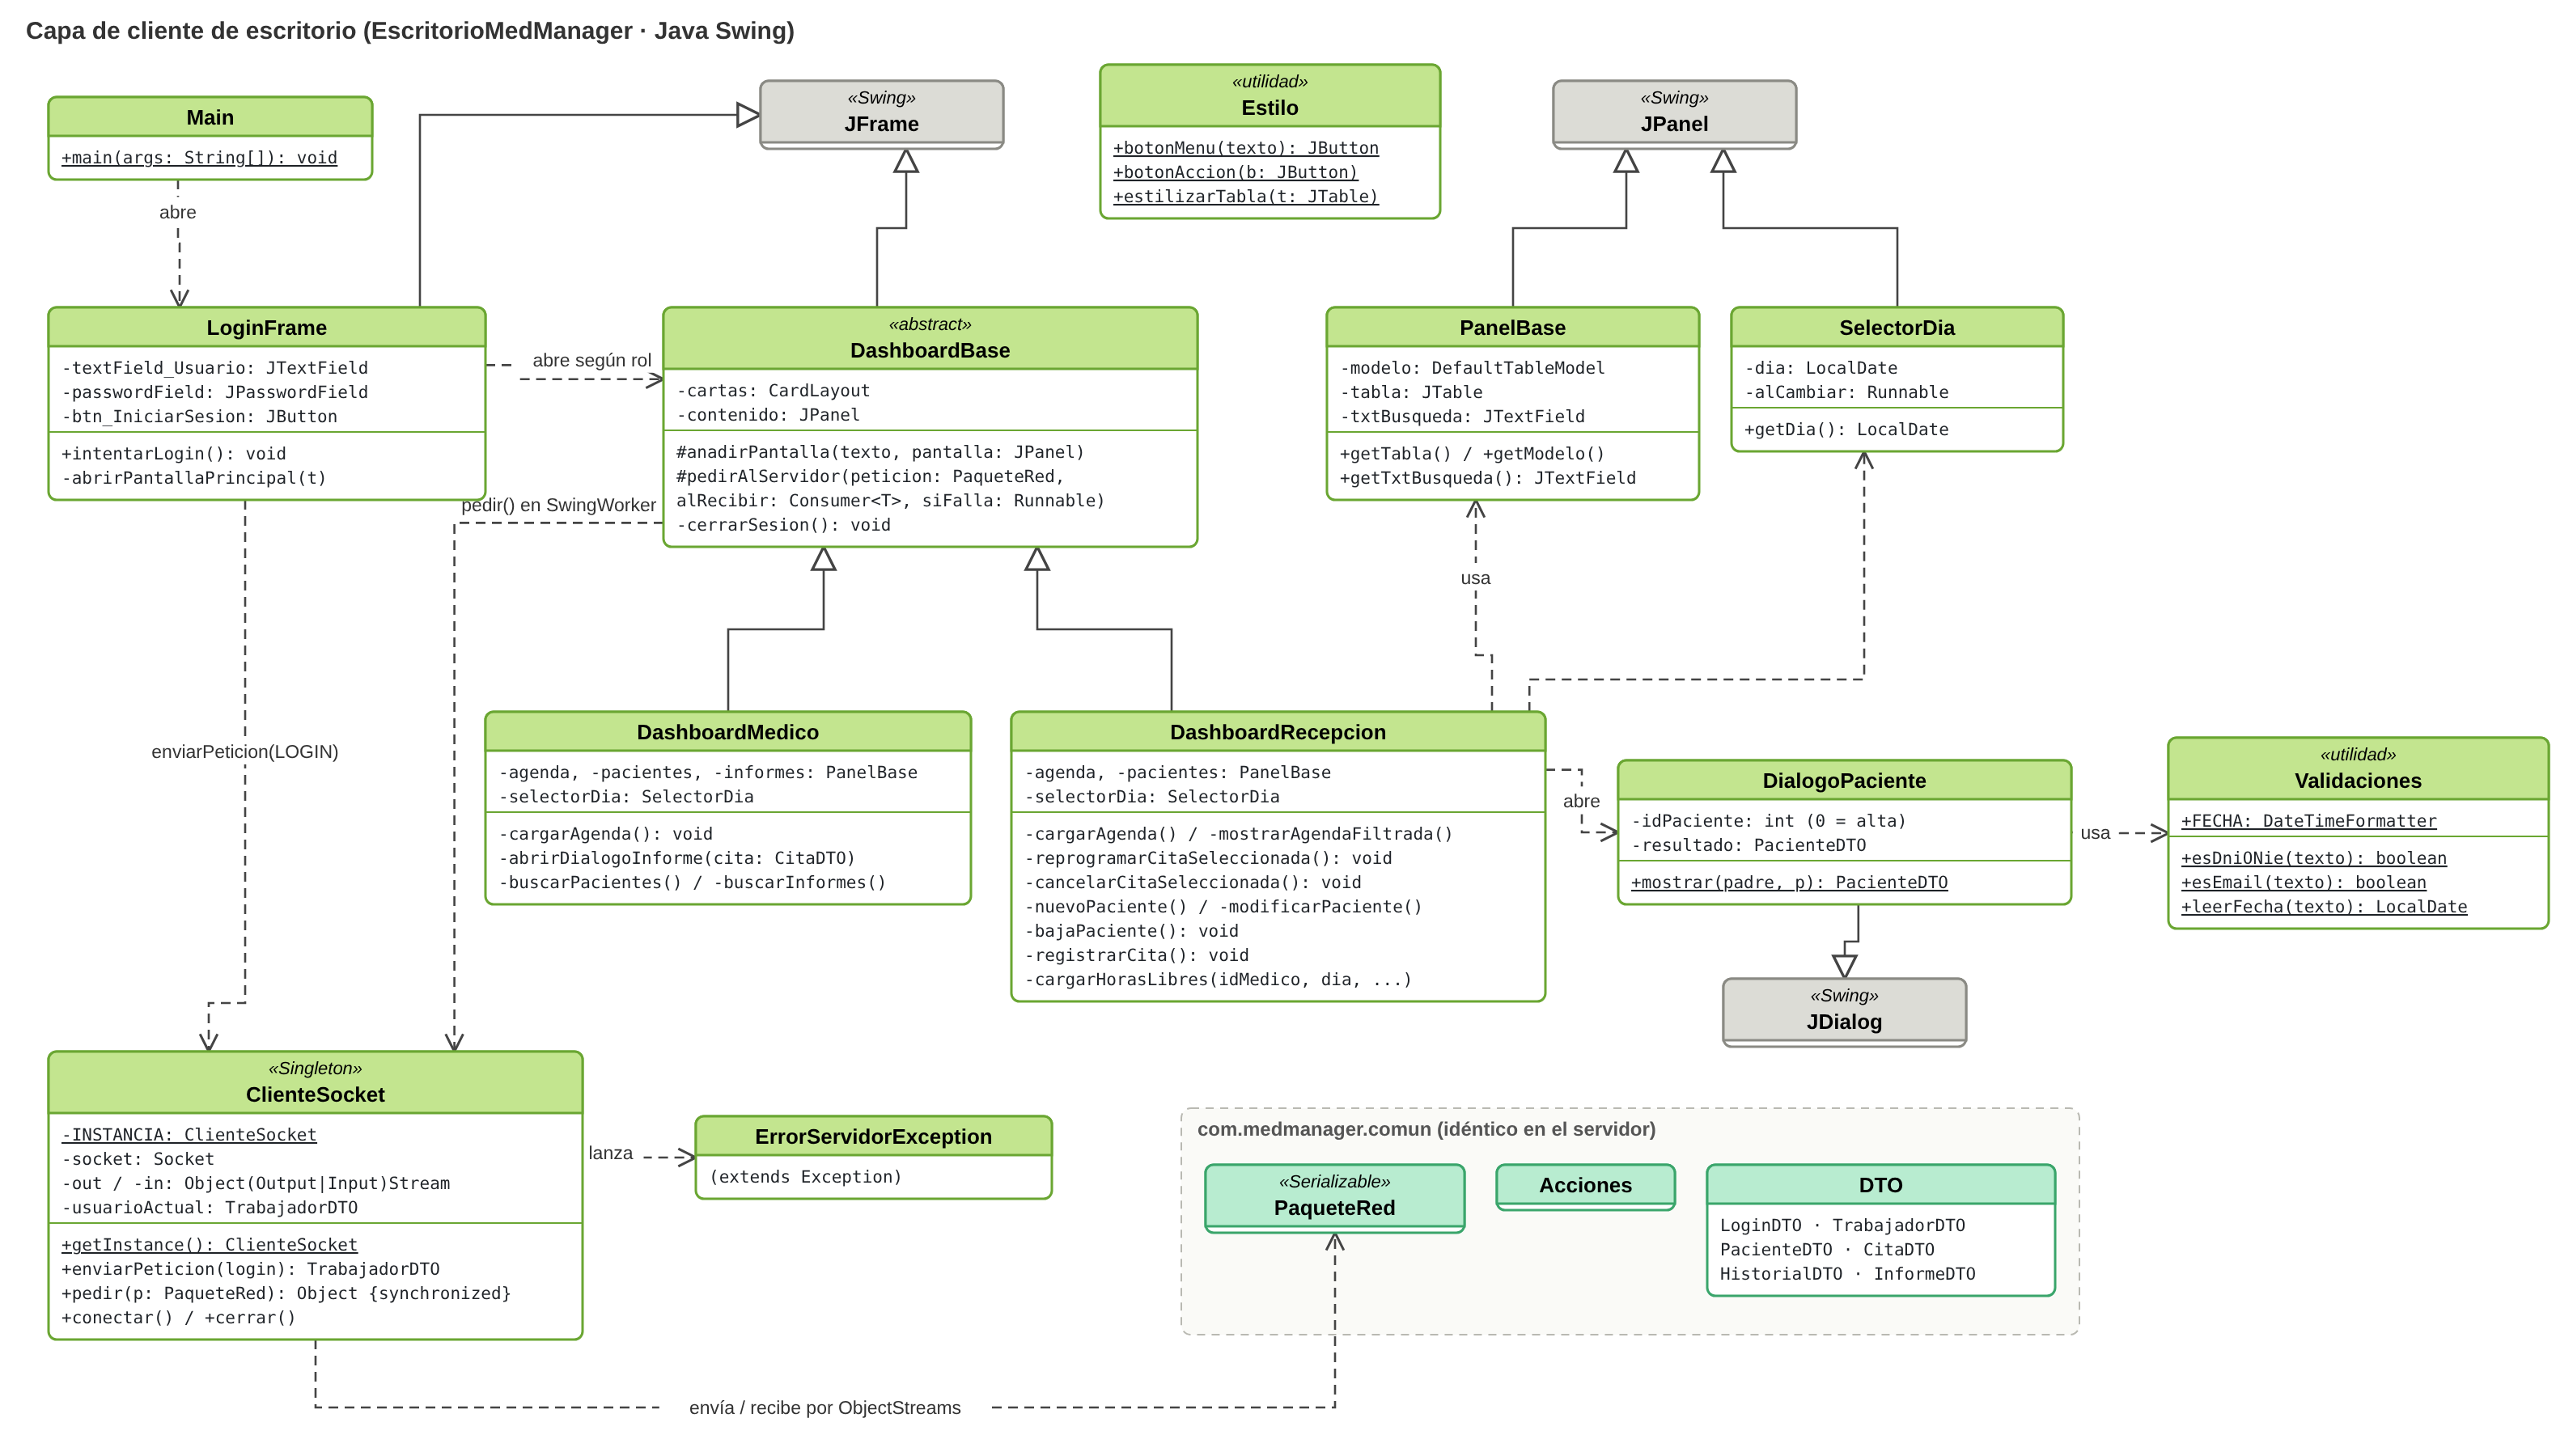 Capa de cliente de escritorio (EscritorioMedManager · Java Swing)
Main
+main(args: String[]): void
«Swing»
JFrame
«utilidad»
Estilo
+botonMenu(texto): JButton
+botonAccion(b: JButton)
+estilizarTabla(t: JTable)
«Swing»
JPanel
abre
LoginFrame
-textField_Usuario: JTextField
-passwordField: JPasswordField
-btn_IniciarSesion: JButton
+intentarLogin(): void
-abrirPantallaPrincipal(t)
abre según rol
«abstract»
DashboardBase
-cartas: CardLayout
-contenido: JPanel
#anadirPantalla(texto, pantalla: JPanel)
#pedirAlServidor(peticion: PaqueteRed,
alRecibir: Consumer<T>, siFalla: Runnable)
-cerrarSesion(): void
PanelBase
-modelo: DefaultTableModel
-tabla: JTable
-txtBusqueda: JTextField
+getTabla() / +getModelo()
+getTxtBusqueda(): JTextField
SelectorDia
-dia: LocalDate
-alCambiar: Runnable
+getDia(): LocalDate
pedir() en SwingWorker
usa
enviarPeticion(LOGIN)
DashboardMedico
-agenda, -pacientes, -informes: PanelBase
-selectorDia: SelectorDia
-cargarAgenda(): void
-abrirDialogoInforme(cita: CitaDTO)
-buscarPacientes() / -buscarInformes()
DashboardRecepcion
-agenda, -pacientes: PanelBase
-selectorDia: SelectorDia
-cargarAgenda() / -mostrarAgendaFiltrada()
-reprogramarCitaSeleccionada(): void
-cancelarCitaSeleccionada(): void
-nuevoPaciente() / -modificarPaciente()
-bajaPaciente(): void
-registrarCita(): void
-cargarHorasLibres(idMedico, dia, ...)
abre
DialogoPaciente
-idPaciente: int (0 = alta)
-resultado: PacienteDTO
+mostrar(padre, p): PacienteDTO
usa
«utilidad»
Validaciones
+FECHA: DateTimeFormatter
+esDniONie(texto): boolean
+esEmail(texto): boolean
+leerFecha(texto): LocalDate
«Swing»
JDialog
«Singleton»
ClienteSocket
-INSTANCIA: ClienteSocket
-socket: Socket
-out / -in: Object(Output|Input)Stream
-usuarioActual: TrabajadorDTO
+getInstance(): ClienteSocket
+enviarPeticion(login): TrabajadorDTO
+pedir(p: PaqueteRed): Object {synchronized}
+conectar() / +cerrar()
lanza
ErrorServidorException
(extends Exception)
com.medmanager.comun (idéntico en el servidor)
«Serializable»
PaqueteRed
Acciones
DTO
LoginDTO · TrabajadorDTO
PacienteDTO · CitaDTO
HistorialDTO · InformeDTO
envía / recibe por ObjectStreams